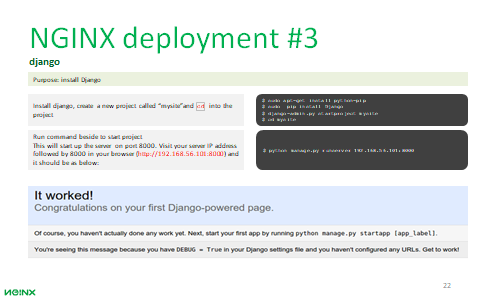 NGINX deployment #3
django
Purpose: install Django
Install django, create a new project called "mysite"and cd into the
project
$ sudo apt-get install python-pip
$ sudo pip install Django
$ django-admin.py startproject mysite
$ cd mysite
Run command beside to start project
This will start up the server on port 8000. Visit your server IP address
followed by 8000 in your browser (http://192.168.56.101:8000) and
it should be as below:
$ python manage.py runserver 192.168.56.101:8000
It worked!
Congratulations on your first Django-powered page.
Of course, you haven't actually done any work yet. Next, start your first app by running python manage.py startapp [app_label].
You're seeing this message because you have DEBUG = True in your Django settings file and you haven't configured any URLs. Get to work!
NGINX
22